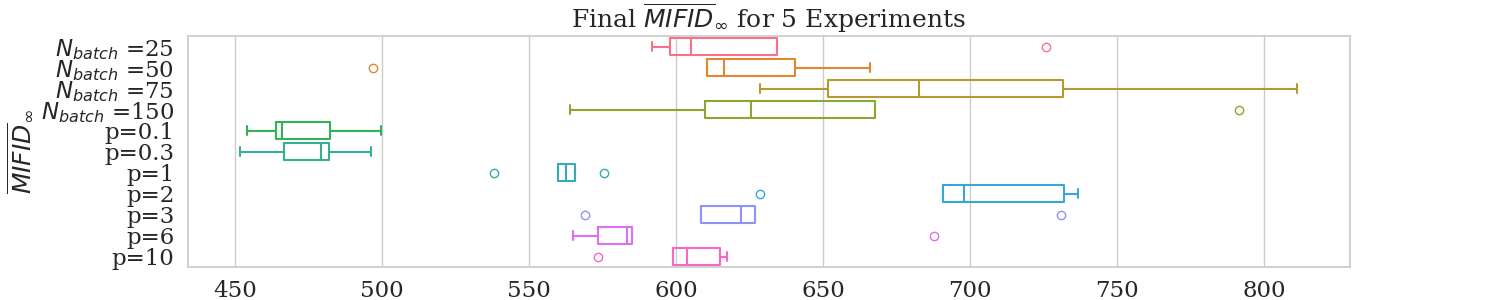 Final $\overline{MIFID}_\infty$ for 5 Experiments
$\overline{MIFID}_\infty$
$N_{batch}$ =25
$N_{batch}$ =50
$N_{batch}$ =75
$N_{batch}$ =150
p=0.1
p=0.3
p=1
p=2
p=3
p=6
p=10
450 500 550 600 650 700 750 800